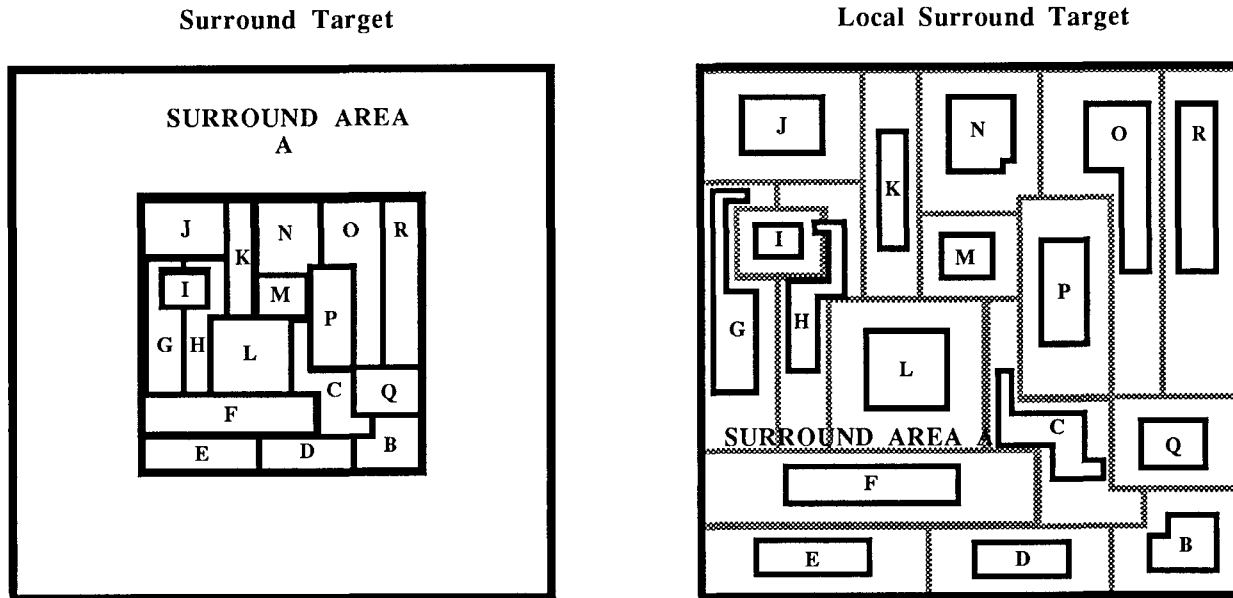 Surround Target
SURROUND AREA
A
J
K
N
O
R
I
M
P
G
H
L
C
Q
F
B
E
D
Local Surround Target
J
N
O
R
K
I
M
P
G
H
L
C
SURROUND AREA A
Q
F
B
E
D